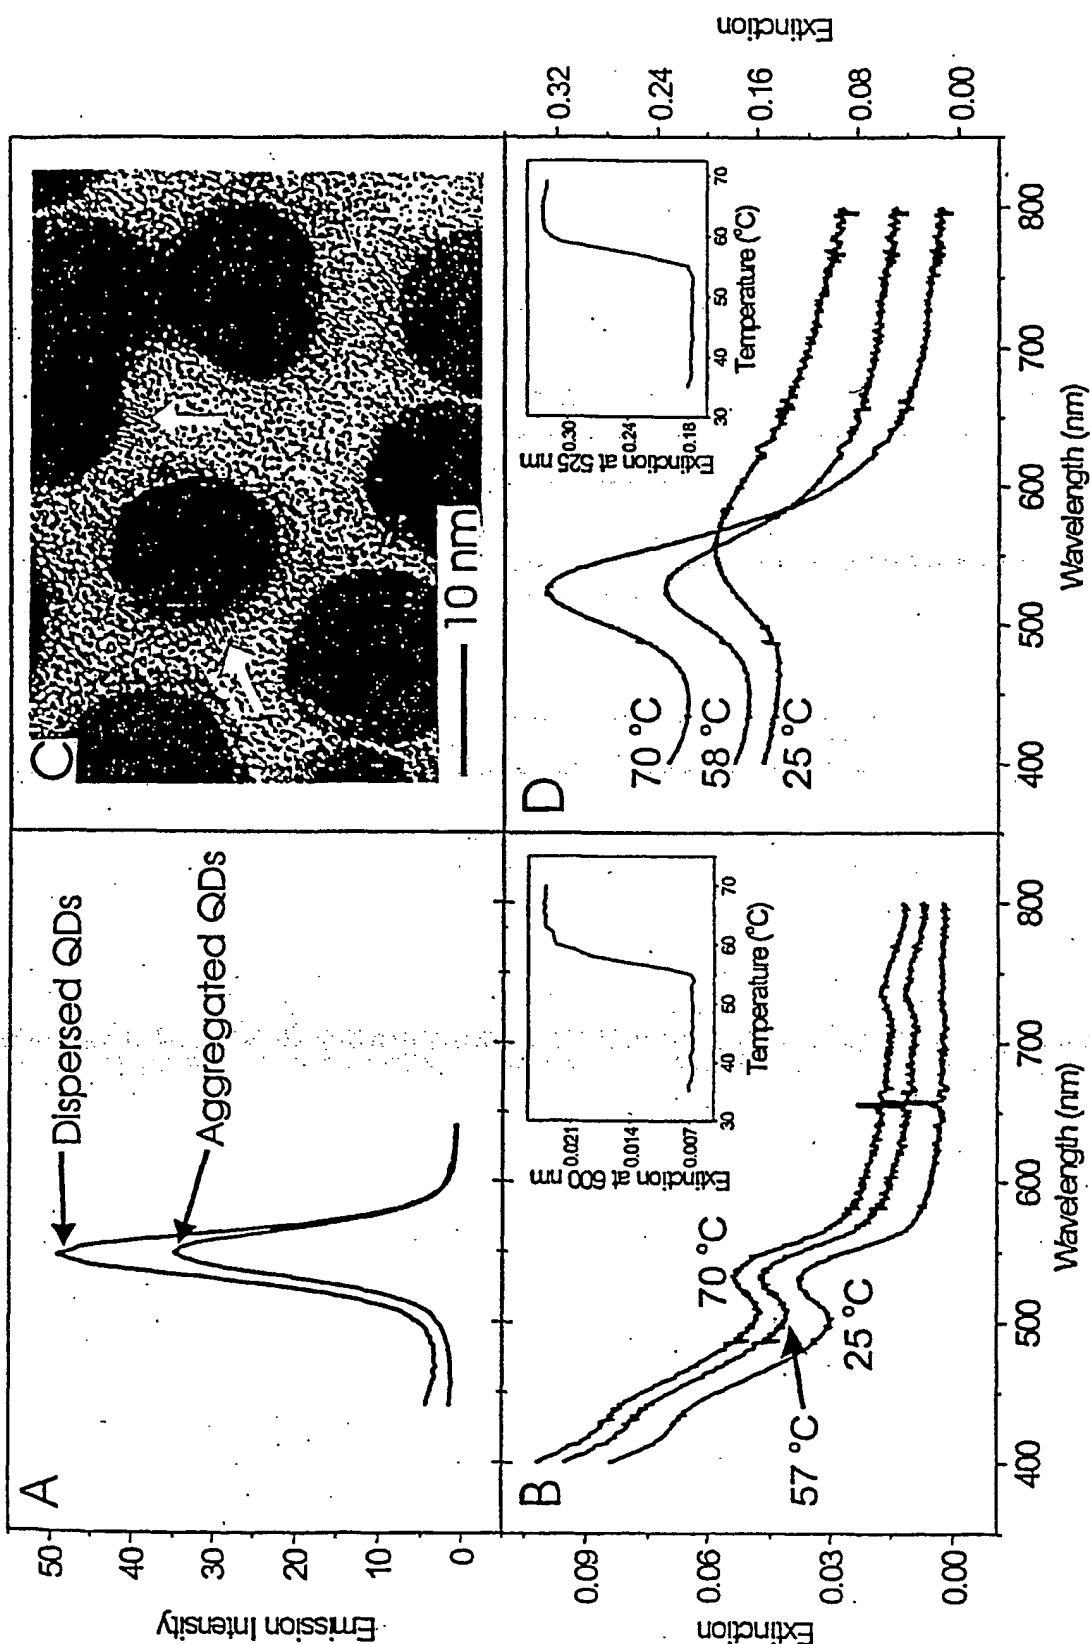 A
Dispersed QDs
Aggregated QDs
50
40
30
20
10
0
Emission Intensity
C
10 nm
B
70 °C
57 °C
25 °C
0.09
0.06
0.03
0.00
Extinction
400
500
600
700
800
Wavelength (nm)
Extinction at 600 nm
0.021
0.014
0.007
30
40
50
60
70
Temperature (°C)
D
70 °C
58 °C
25 °C
0.32
0.24
0.16
0.08
0.00
Extinction
400
500
600
700
800
Wavelength (nm)
Extinction at 525 nm
0.30
0.24
0.18
30
40
50
60
70
Temperature (°C)